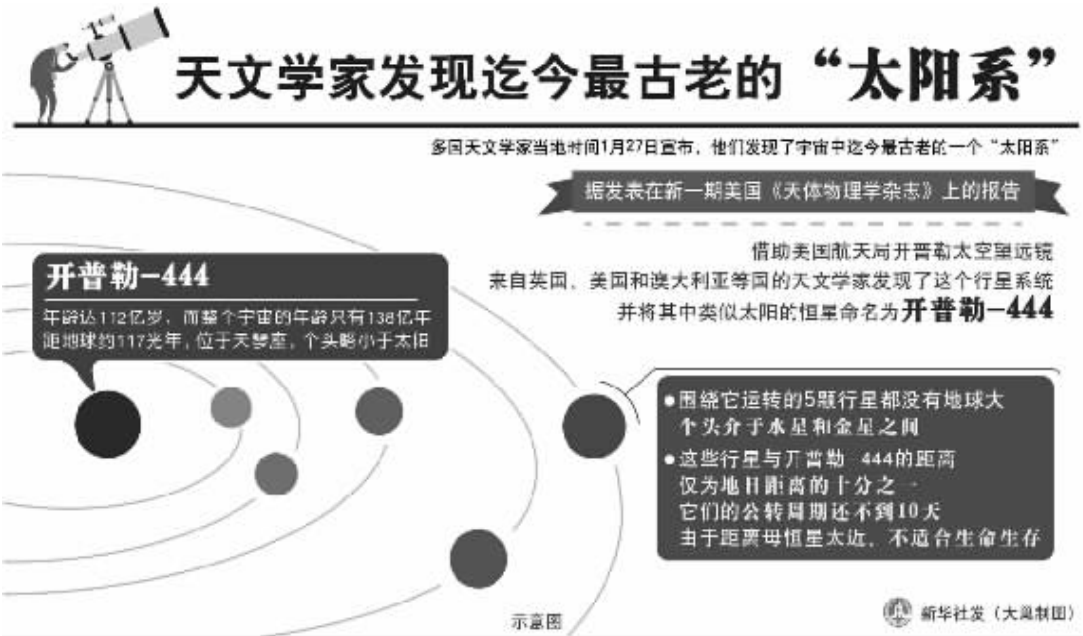 天文学家发现迄今最古老的“太阳系”
多国天文学家当地时间1月27日宣布，他们发现了宇宙中迄今最古老的一个“太阳系”
据发表在新一期美国《天体物理学杂志》上的报告
借助美国航天局开普勒太空望远镜
来自英国、美国和澳大利亚等国的天文学家发现了这个行星系统
并将其中类似太阳的恒星命名为开普勒-444
开普勒-444
年龄达112亿岁，而整个宇宙的年龄只有138亿年
距地球约117光年，位于天琴座，个头略小于太阳
●围绕它运转的5颗行星都没有地球大
个头介于水星和金星之间
●这些行星与开普勒 444的距离
仅为地日距离的十分之一
它们的公转周期还不到10天
由于距离母恒星太近，不适合生命生存
示意图
新华社发（大巢制图）